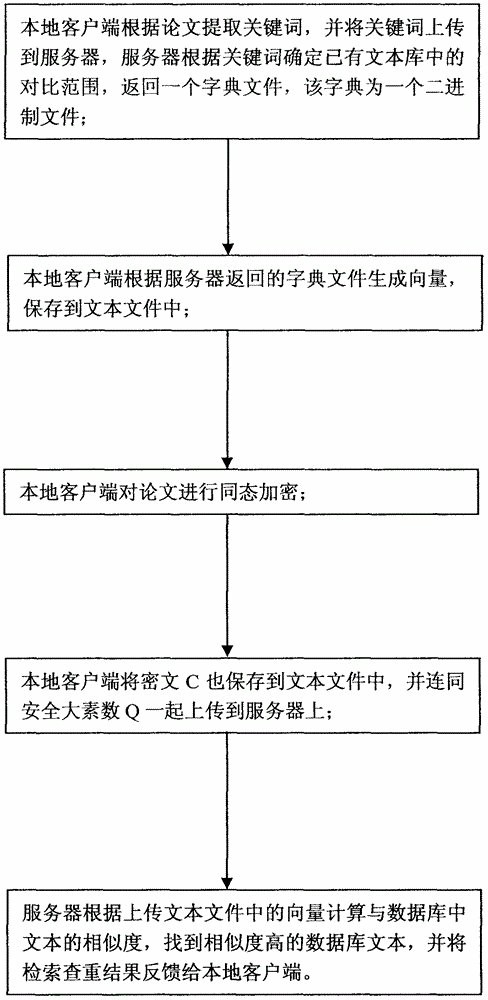 本地客户端根据论文提取关键词，并将关键词上传
到服务器，服务器根据关键词确定已有文本库中的
对比范围，返回一个字典文件，该字典为一个二进
制文件；
本地客户端根据服务器返回的字典文件生成向量，
保存到文本文件中；
本地客户端对论文进行同态加密；
本地客户端将密文 C 也保存到文本文件中，并连同
安全大素数 Q 一起上传到服务器上；
服务器根据上传文本文件中的向量计算与数据库中
文本的相似度，找到相似度高的数据库文本，并将
检索查重结果反馈给本地客户端。